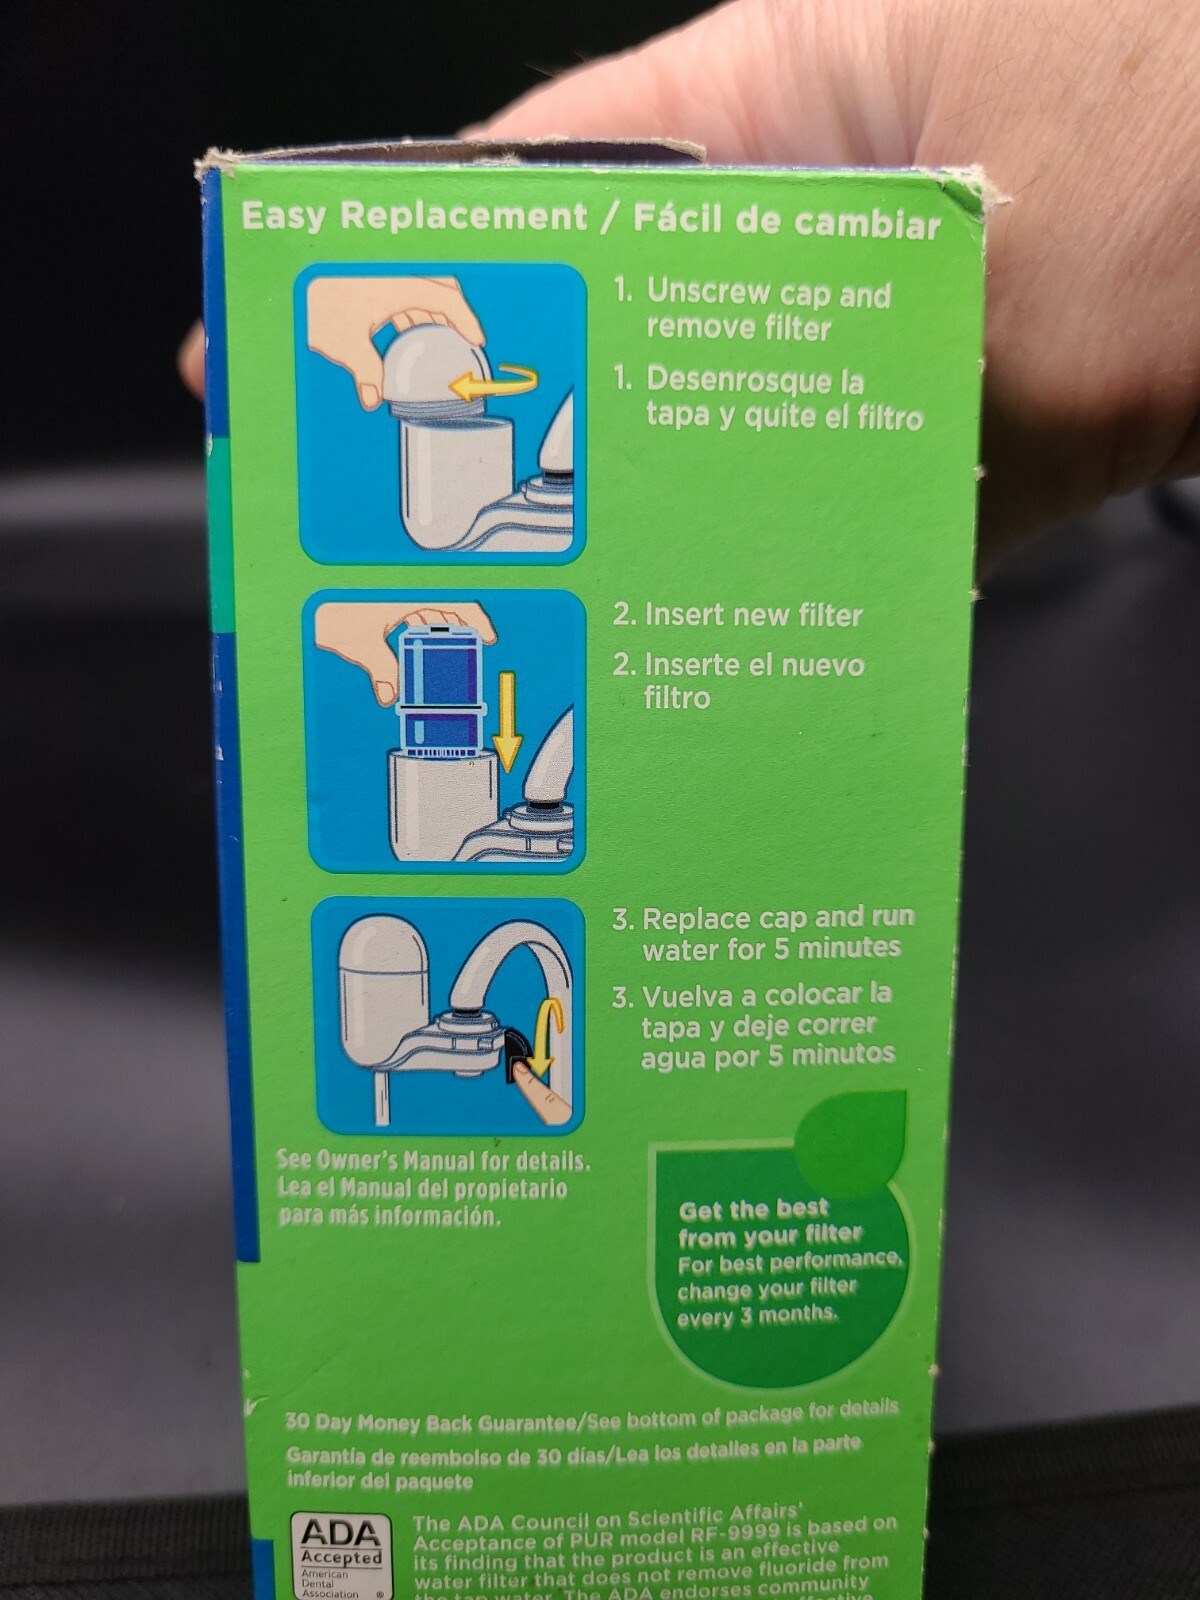 Easy Replacement / Fácil de cambiar
1. Unscrew cap and
remove filter
1. Desenrosque la
tapa y quite el filtro
2. Insert new filter
2. Inserte el nuevo
filtro
3. Replace cap and run
water for 5 minutes
3. Vuelva a colocar la
tapa y deje correr
agua por 5 minutos
See Owner's Manual for details.
Lea el Manual del propietario
para más información.
Get the best
from your filter
For best performance,
change your filter
every 3 months.
30 Day Money Back Guarantee/See bottom of package for details
Garantía de reembolso de 30 días/Lea los detalles en la parte
inferior del paquete
ADA
Accepted
American
Dental
Association ®
The ADA Council on Scientific Affairs'
Acceptance of PUR model RF-9999 is based on
its finding that the product is an effective
water filter that does not remove fluoride from
the tap water. The ADA endorses community